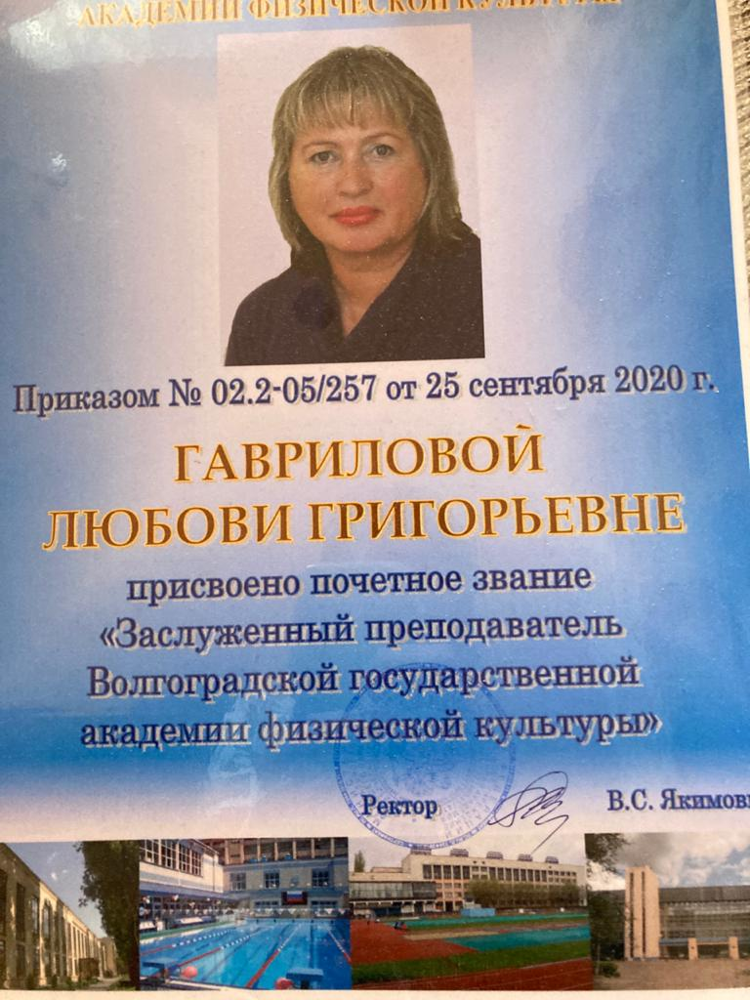 АКАДЕМИИ ФИЗИЧЕСКОЙ КУЛЬТУРЫ
Приказом № 02.2-05/257 от 25 сентября 2020 г.
ГАВРИЛОВОЙ
ЛЮБОВИ ГРИГОРЬЕВНЕ
присвоено почетное звание
«Заслуженный преподаватель
Волгоградской государственной
академии физической культуры»
Ректор В.С. Якимови